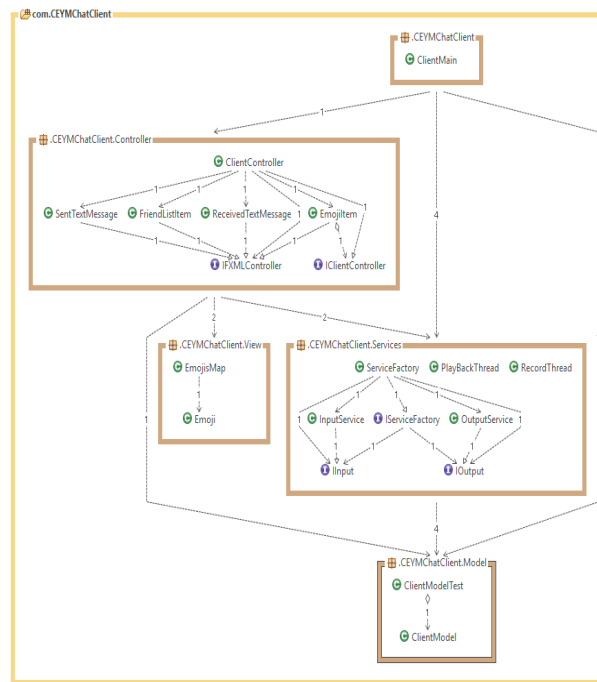 com.CEYMChatClient
.CEYMChatClient
ClientMain
1
.CEYMChatClient.Controller
ClientController
1 1 1 1 1
SentTextMessage FriendListItem ReceivedTextMessage EmojiItem
1 1 1 1 1
IFXMLController IClientController
4
2 2
.CEYMChatClient.View .CEYMChatClient.Services
EmojisMap ServiceFactory PlayBackThread RecordThread
1 1 1 1
Emoji InputService IServiceFactory OutputService
1 1 1 1 1 1 1
IInput IOutput
4
.CEYMChatClient.Model
ClientModelTest
1
ClientModel